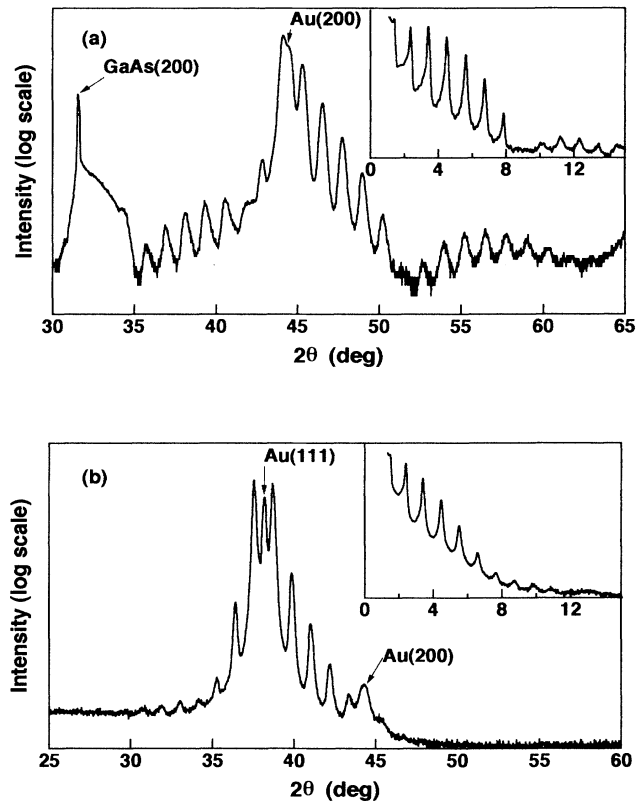 (a)
Au(200)
GaAs(200)
Intensity (log scale)
0 4 8 12
30 35 40 45 50 55 60 65
2θ (deg)
(b)
Au(111)
Au(200)
Intensity (log scale)
0 4 8 12
25 30 35 40 45 50 55 60
2θ (deg)